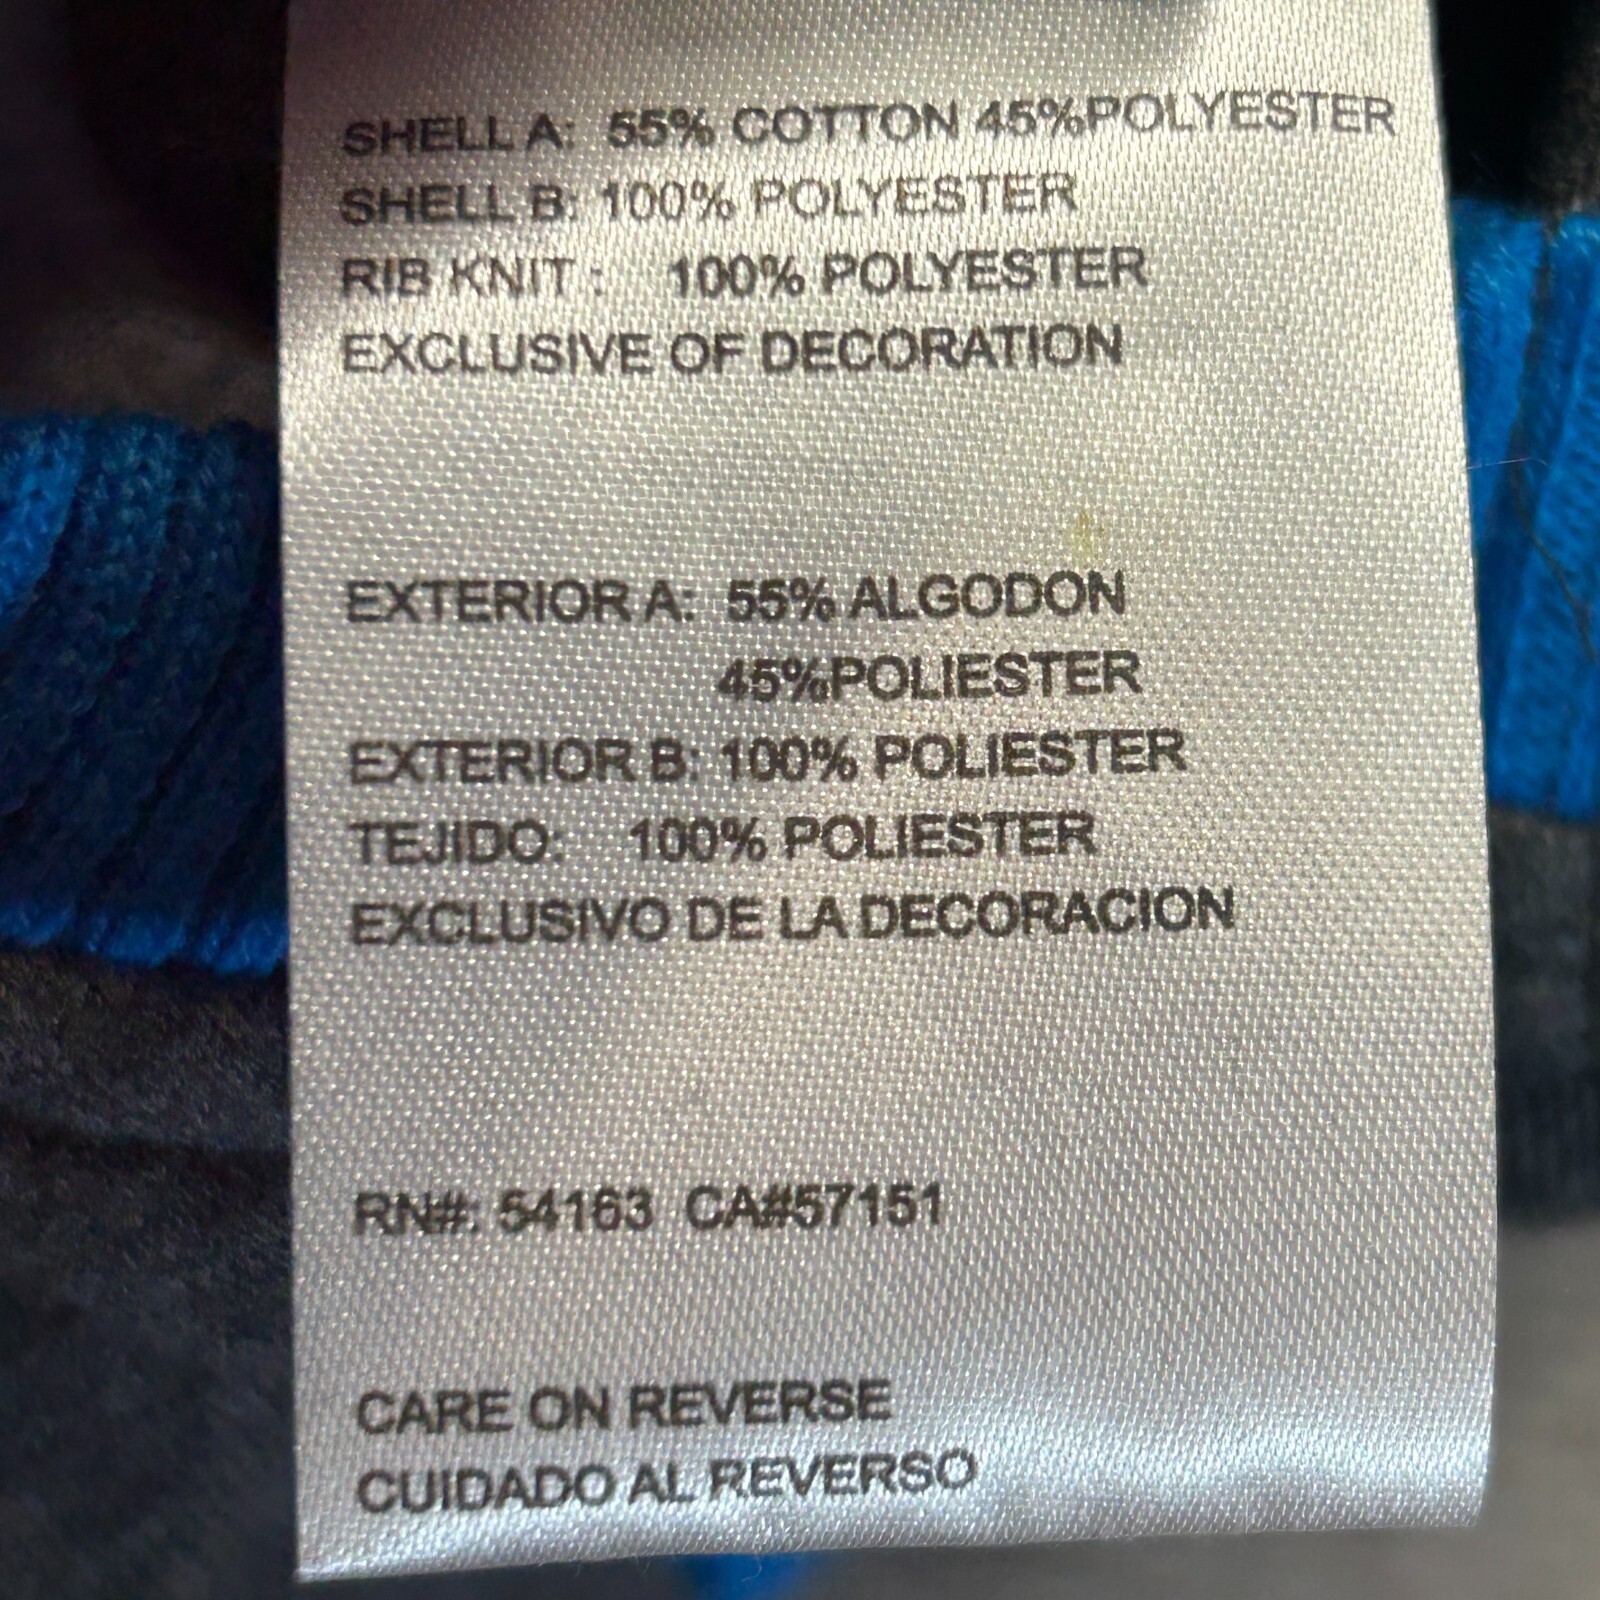 SHELL A: 55% COTTON 45%POLYESTER
SHELL B: 100% POLYESTER
RIB KNIT : 100% POLYESTER
EXCLUSIVE OF DECORATION
EXTERIOR A: 55% ALGODON
45%POLIESTER
EXTERIOR B: 100% POLIESTER
TEJIDO: 100% POLIESTER
EXCLUSIVO DE LA DECORACION
RN#: 54163 CA#57151
CARE ON REVERSE
CUIDADO AL REVERSO